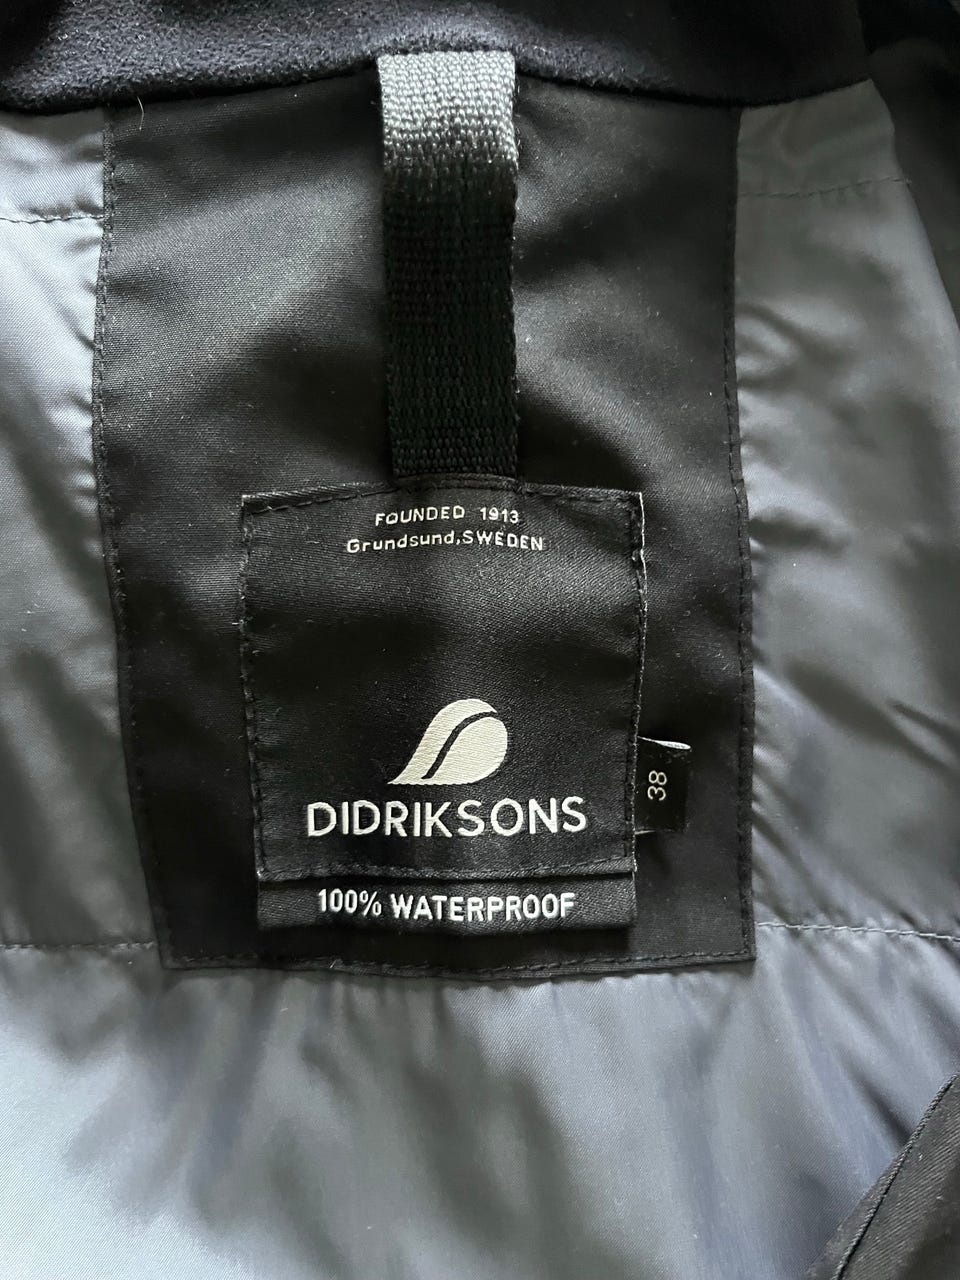 FOUNDED 1913
Grundsund,SWEDEN
DIDRIKSONS
38
100% WATERPROOF